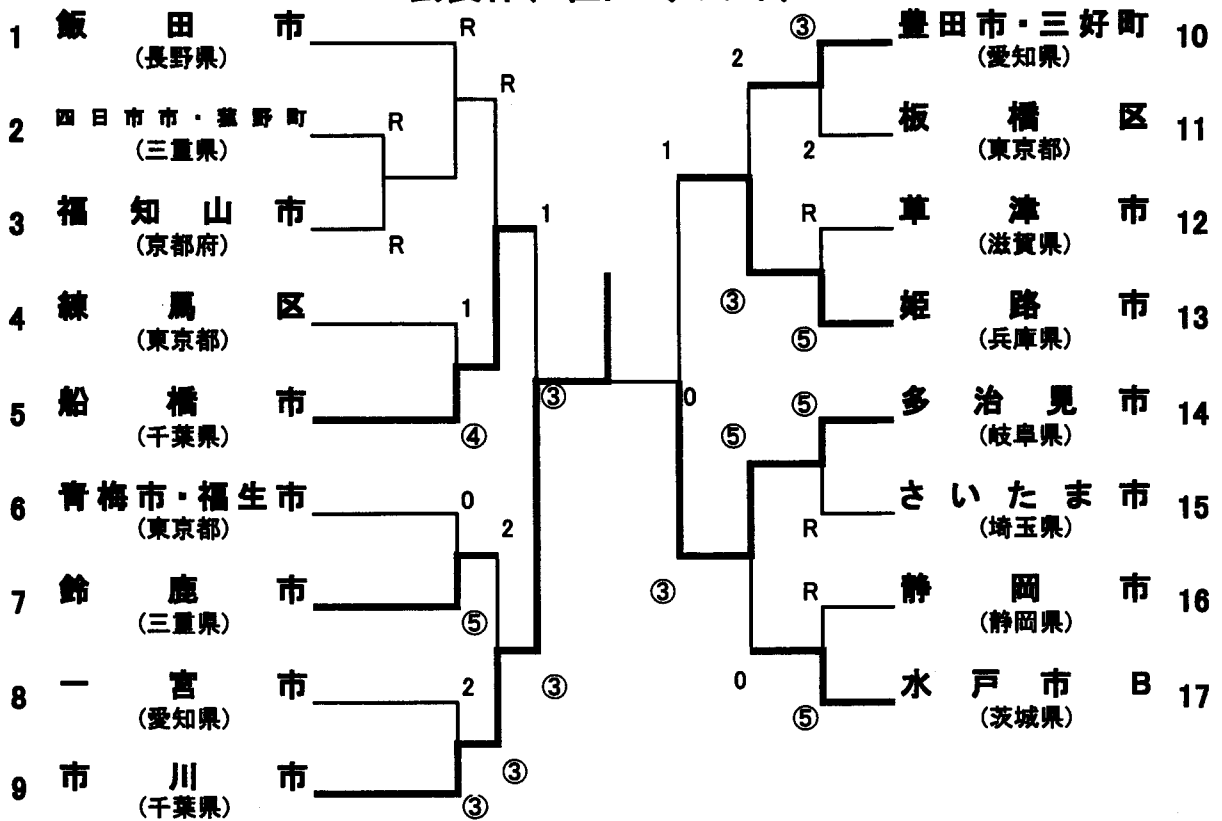 1 飯田市 R
(長野県)
R
2 四日市市・菰野町 R
(三重県)
3 福知山市 R
(京都府)
1
4 練馬区 1
(東京都)
③
5 船橋市 ④
(千葉県)
6 青梅市・福生市 0
(東京都)
2
7 鈴鹿市 ⑤
(三重県)
③
8 一宮市 2
(愛知県)
③
9 市川市 ③
(千葉県)
③ 豊田市・三好町 10
(愛知県)
2
2 板橋区 11
(東京都)
1
R 草津市 12
(滋賀県)
③
⑤ 姫路市 13
(兵庫県)
0
⑤ 多治見市 14
(岐阜県)
⑤
R さいたま市 15
(埼玉県)
③
R 静岡市 16
(静岡県)
0
⑤ 水戸市B 17
(茨城県)